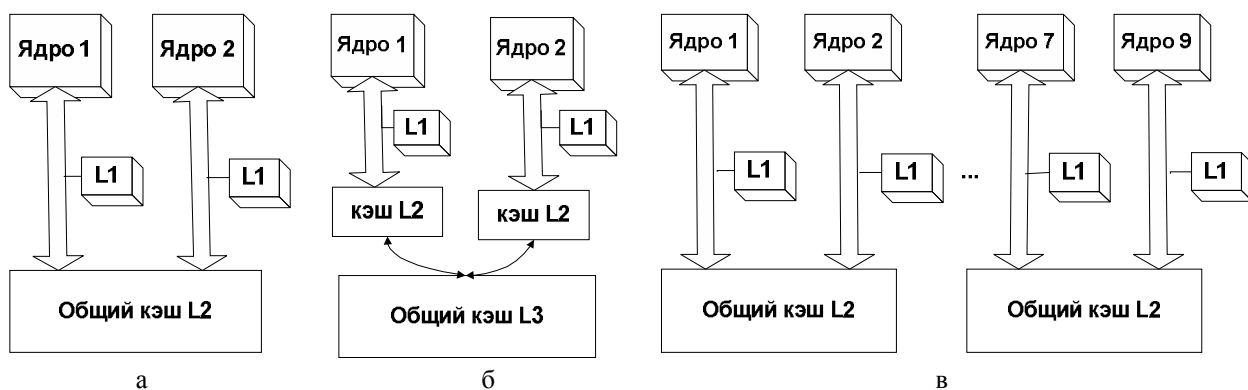 Ядро 1 Ядро 2 Ядро 1 Ядро 2 Ядро 1 Ядро 2 Ядро 7 Ядро 9
L1 L1
L1 L1 L1 L1 ... L1 L1
кэш L2 кэш L2
Общий кэш L2 Общий кэш L3 Общий кэш L2 Общий кэш L2
а б в